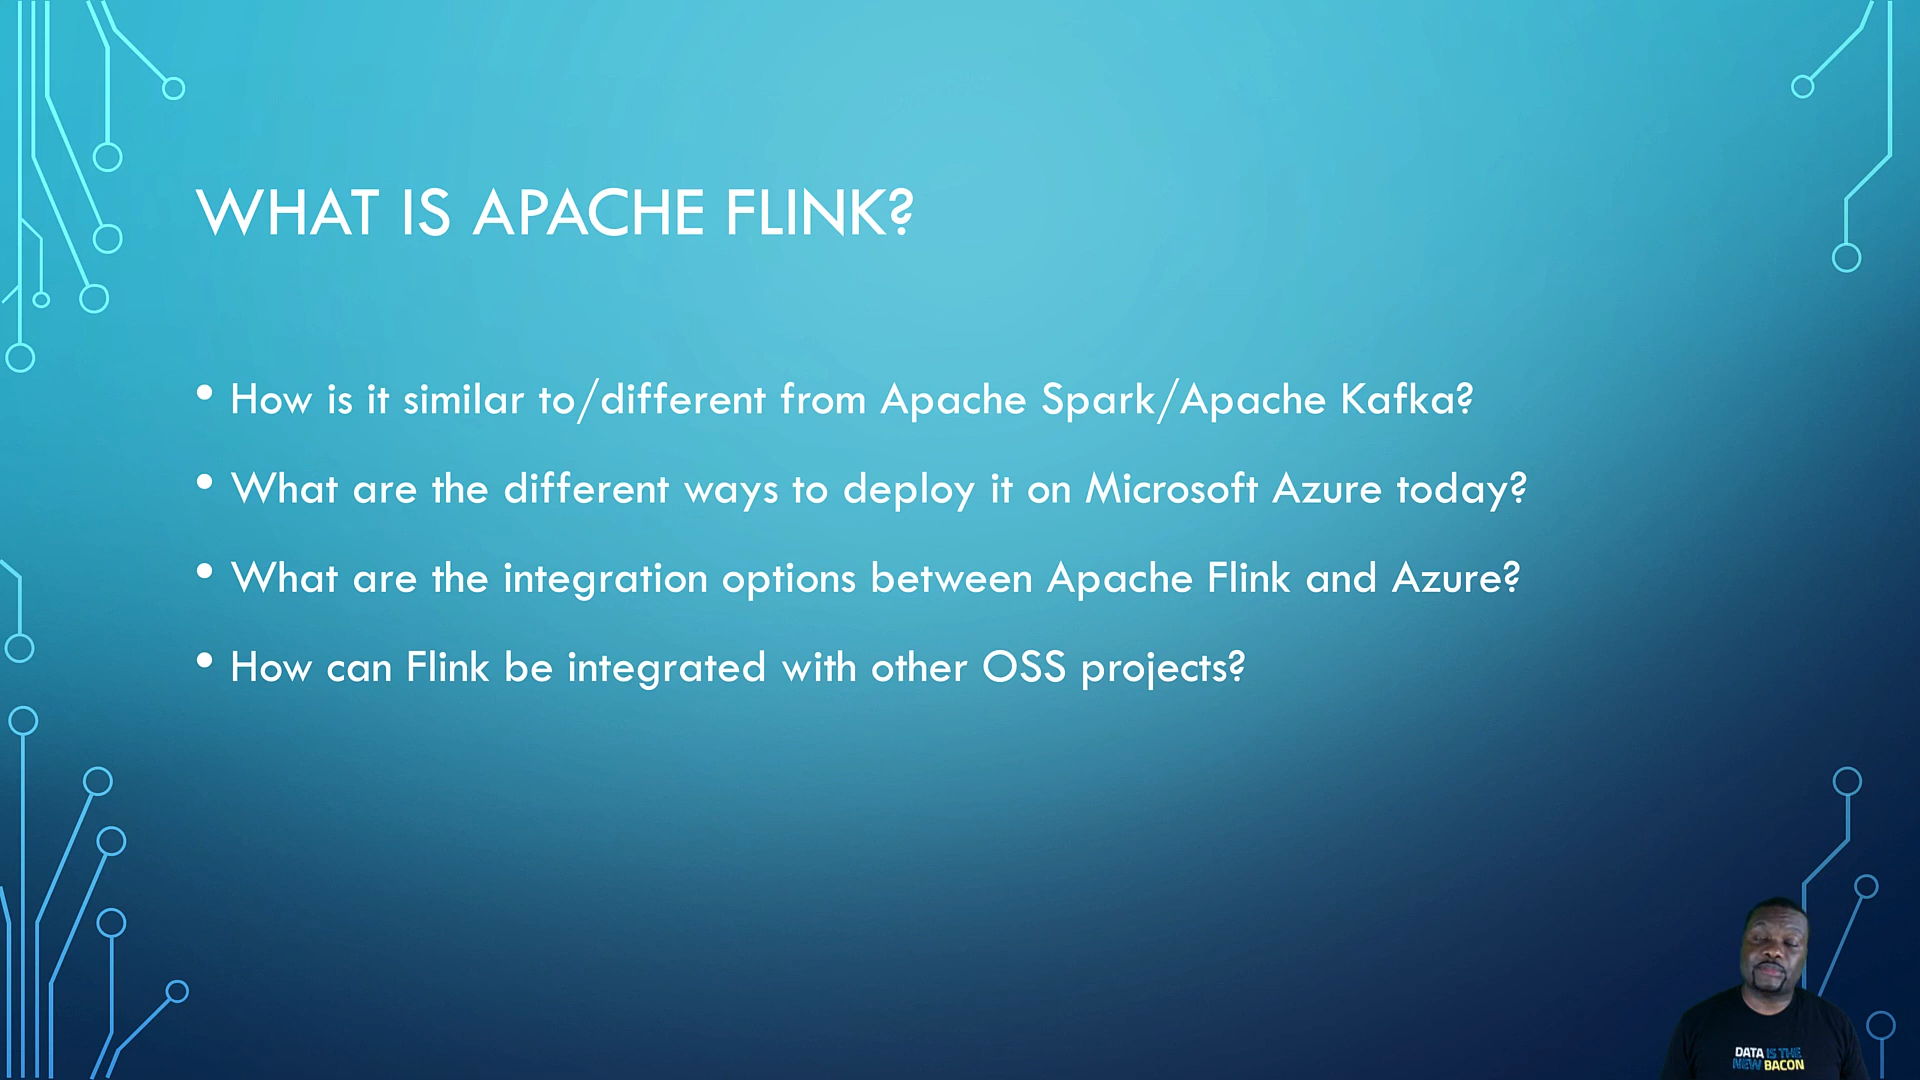 WHAT IS APACHE FLINK?
• How is it similar to/different from Apache Spark/Apache Kafka?
• What are the different ways to deploy it on Microsoft Azure today?
• What are the integration options between Apache Flink and Azure?
• How can Flink be integrated with other OSS projects?
DATA IS THE
NEW BACON